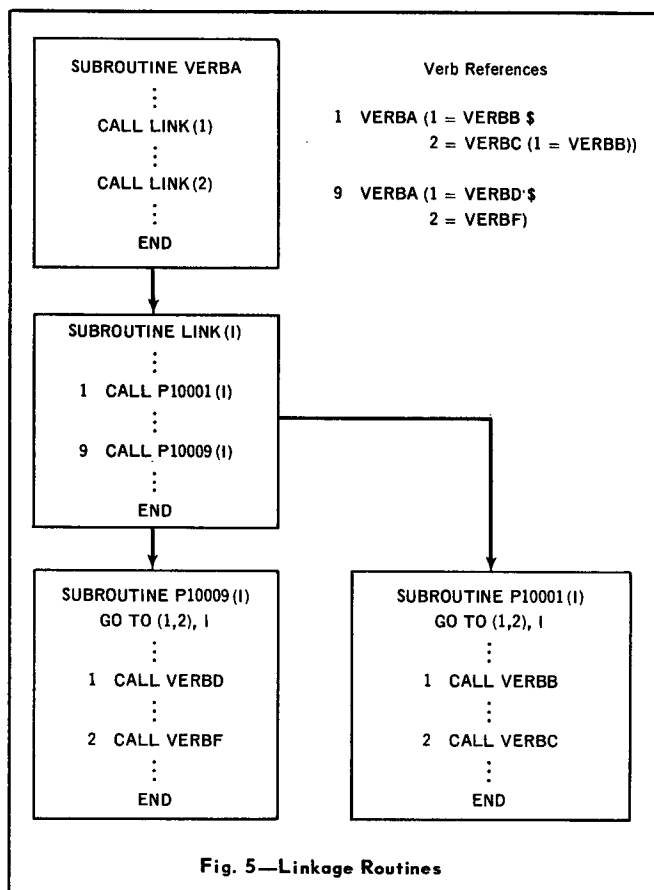 SUBROUTINE VERBA
CALL LINK(1)
CALL LINK(2)
END
Verb References
1 VERBA (1 = VERBB $
2 = VERBC (1 = VERBB))
9 VERBA (1 = VERBD $
2 = VERBF)
SUBROUTINE LINK(I)
1 CALL P10001(I)
9 CALL P10009(I)
END
SUBROUTINE P10009(I)
GO TO (1,2), I
1 CALL VERBD
2 CALL VERBF
END
SUBROUTINE P10001(I)
GO TO (1,2), I
1 CALL VERBB
2 CALL VERBC
END
Fig. 5—Linkage Routines